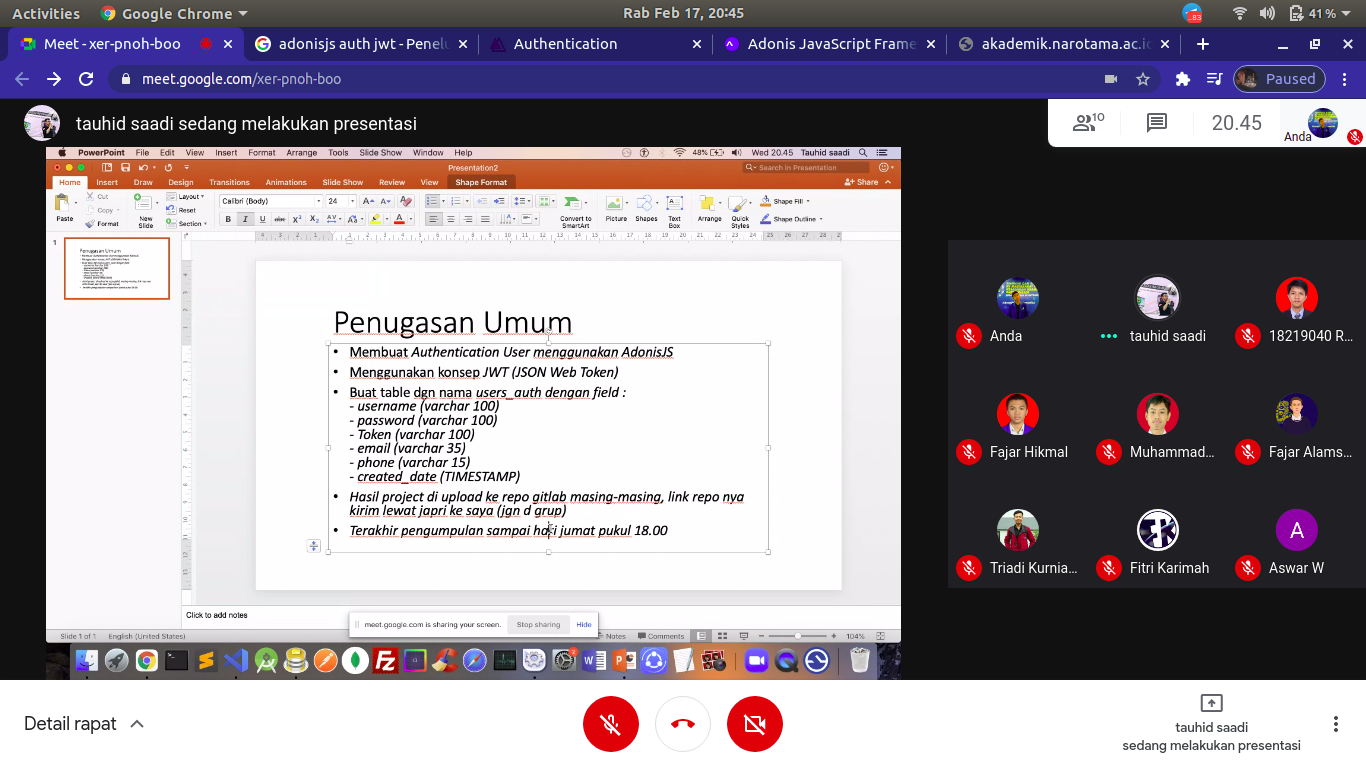 Activities
Google Chrome
Rab Feb 17, 20:45
83
41 %
Meet - xer-pnoh-boo
adonisjs auth jwt - Penelu
Authentication
Adonis JavaScript Frame
akademik.narotama.ac.id
meet.google.com/xer-pnoh-boo
Paused
tauhid saadi sedang melakukan presentasi
10
20.45
Anda
PowerPoint File Edit View Insert Format Arrange Tools Slide Show Window Help
48%
Wed 20.45 Tauhid saadi
Presentation2
Search in Presentation
Home Insert Draw Design Transitions Animations Slide Show Review View Shape Format
Share
Paste
Cut
Copy
Format
New Slide
Layout
Reset
Section
Calibri (Body)
24
Convert to SmartArt
Picture
Shapes
Text Box
Arrange
Quick Styles
Shape Fill
Shape Outline
1
Penugasan Umum
• Membuat Authentication User menggunakan AdonisJS
• Menggunakan konsep JWT (JSON Web Token)
• Buat table dgn nama users_auth dengan field :
- username (varchar 100)
- password (varchar 100)
- Token (varchar 100)
- email (varchar 35)
- phone (varchar 15)
- created_date (TIMESTAMP)
• Hasil project di upload ke repo gitlab masing-masing, link repo nya
kirim lewat japri ke saya (jgn d grup)
• Terakhir pengumpulan sampai hari jumat pukul 18.00
Click to add notes
meet.google.com is sharing your screen.
Stop sharing
Hide
Slide 1 of 1
English (United States)
Notes
Comments
104%
Anda
tauhid saadi
18219040 R...
Fajar Hikmal
Muhammad...
Fajar Alams...
Triadi Kurnia...
Fitri Karimah
A
Aswar W
Detail rapat
tauhid saadi
sedang melakukan presentasi